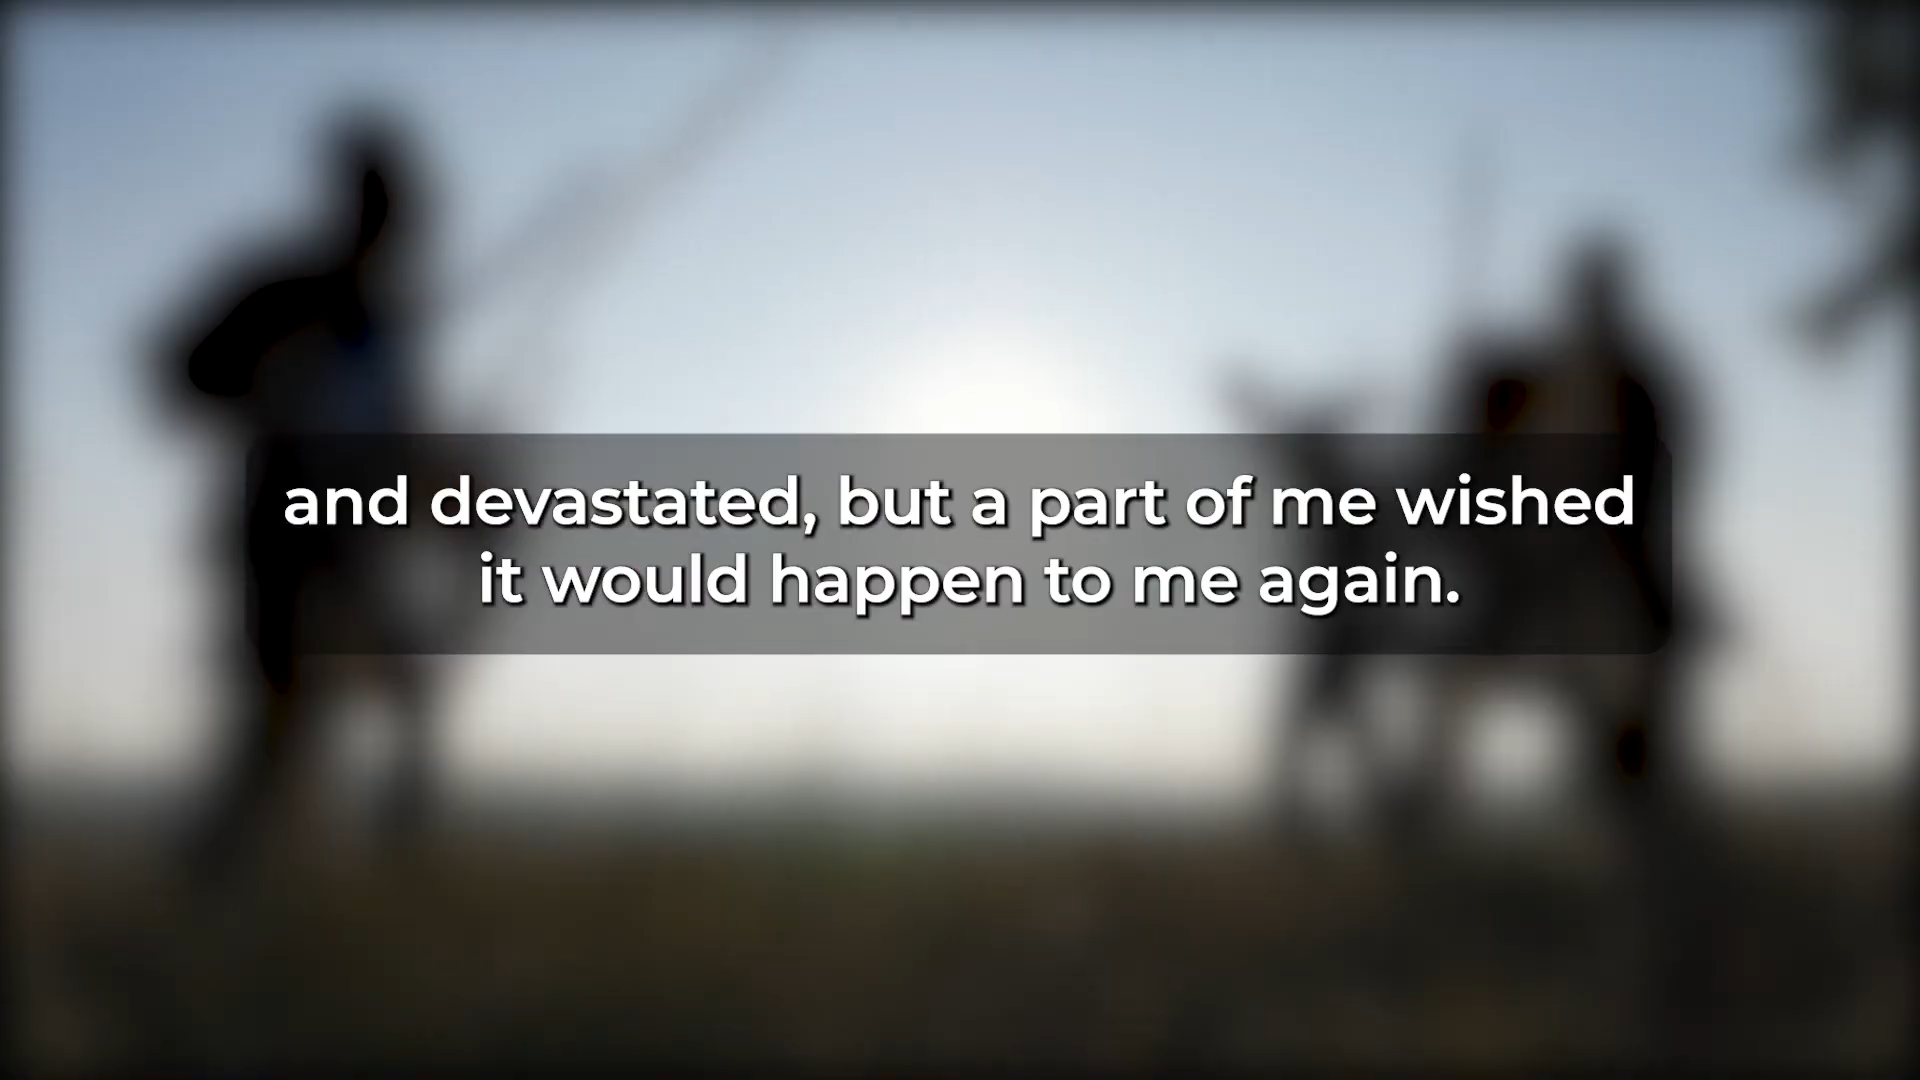 and devastated, but a part of me wished
it would happen to me again.